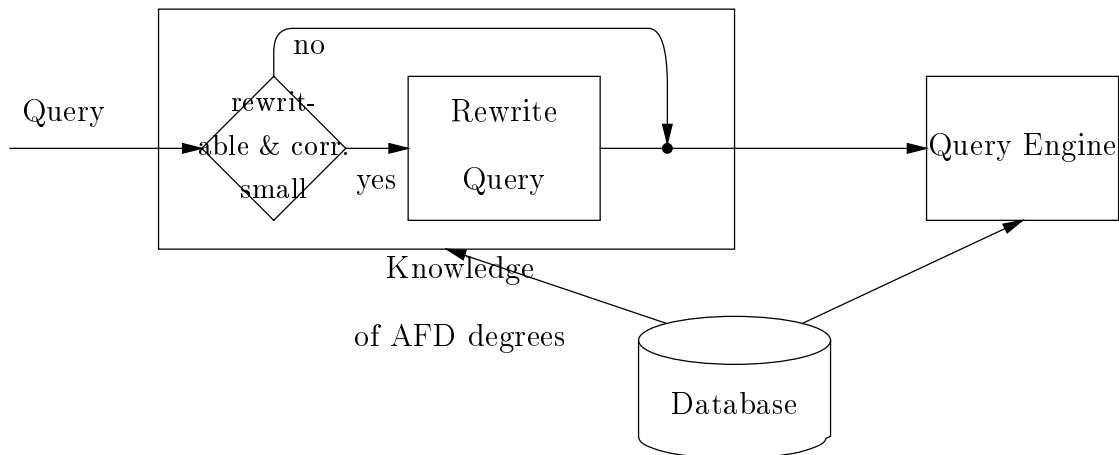 no
Query
rewrit-
able & corr.
small
yes
Rewrite
Query
Query Engine
Knowledge
of AFD degrees
Database